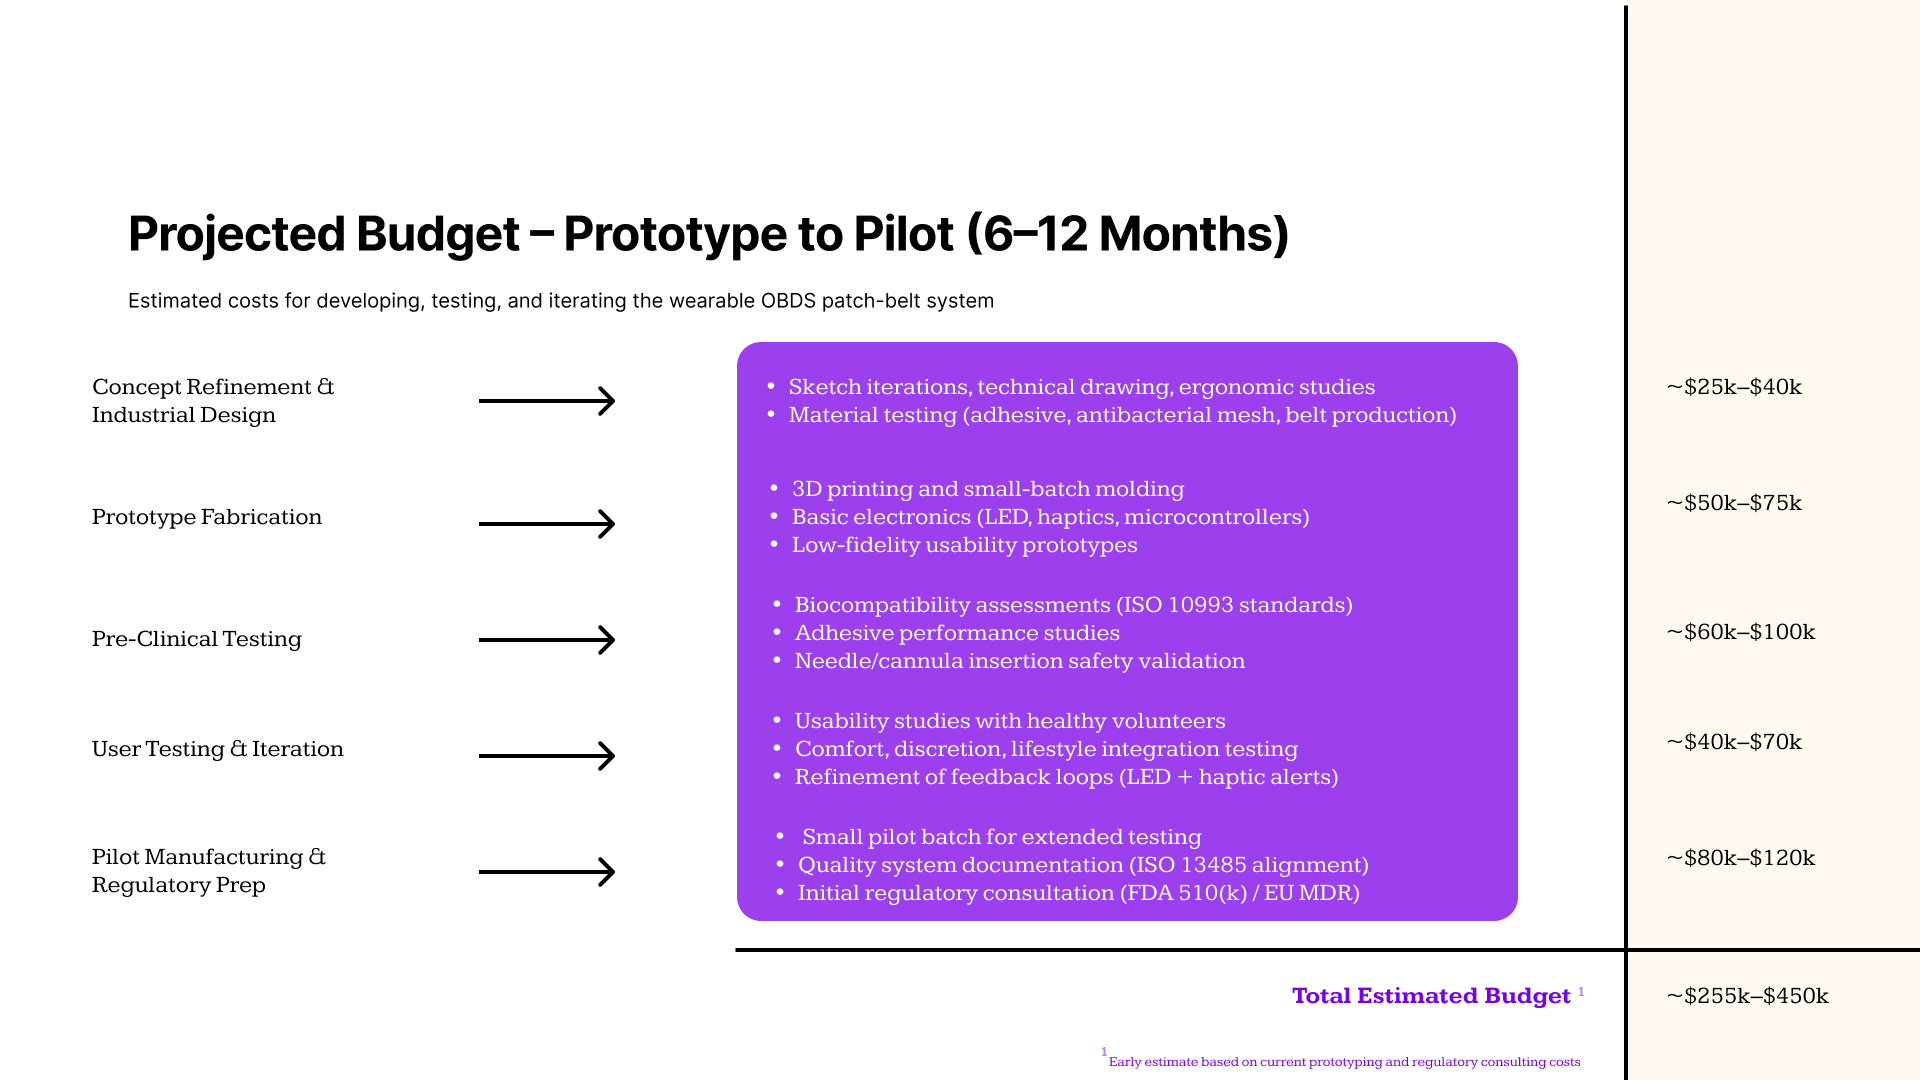 Projected Budget – Prototype to Pilot (6–12 Months)
Estimated costs for developing, testing, and iterating the wearable OBDS patch-belt system
Concept Refinement &
Industrial Design
• Sketch iterations, technical drawing, ergonomic studies
• Material testing (adhesive, antibacterial mesh, belt production)
~$25k–$40k
Prototype Fabrication
• 3D printing and small-batch molding
• Basic electronics (LED, haptics, microcontrollers)
• Low-fidelity usability prototypes
~$50k–$75k
Pre-Clinical Testing
• Biocompatibility assessments (ISO 10993 standards)
• Adhesive performance studies
• Needle/cannula insertion safety validation
~$60k–$100k
User Testing & Iteration
• Usability studies with healthy volunteers
• Comfort, discretion, lifestyle integration testing
• Refinement of feedback loops (LED + haptic alerts)
~$40k–$70k
Pilot Manufacturing &
Regulatory Prep
• Small pilot batch for extended testing
• Quality system documentation (ISO 13485 alignment)
• Initial regulatory consultation (FDA 510(k) / EU MDR)
~$80k–$120k
Total Estimated Budget 1
~$255k–$450k
1 Early estimate based on current prototyping and regulatory consulting costs